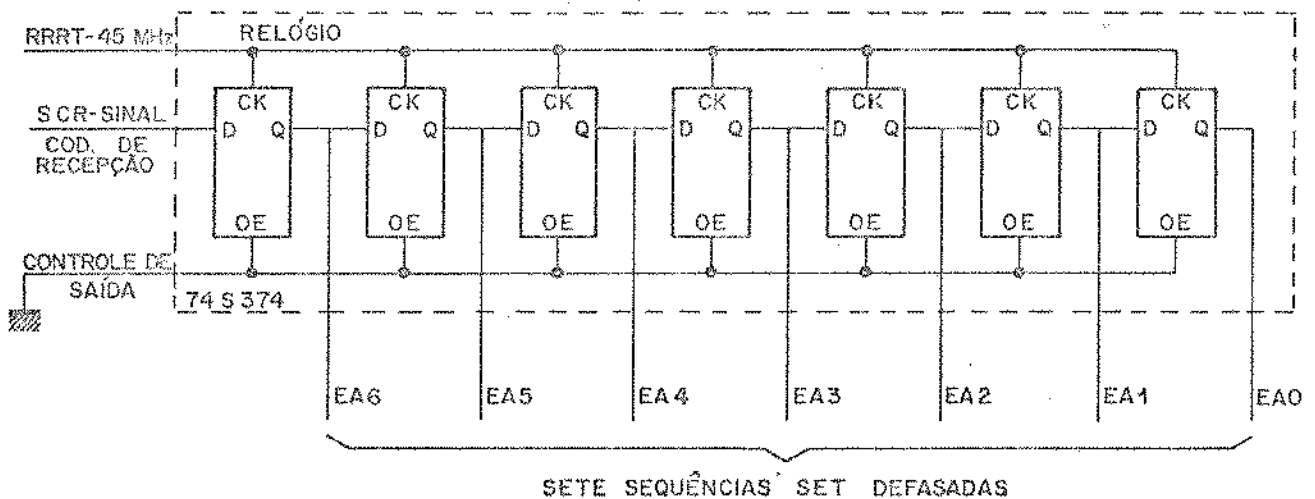 RRRT-45 MHz
RELÓGIO
CK CK CK CK CK CK CK
SCR-SINAL
COD. DE
RECEPÇÃO
D Q D Q D Q D Q D Q D Q D Q
OE OE OE OE OE OE OE
CONTROLE DE
SAÍDA
74 S 374
EA6 EA5 EA4 EA3 EA2 EA1 EA0
SETE SEQUÊNCIAS SET DEFASADAS